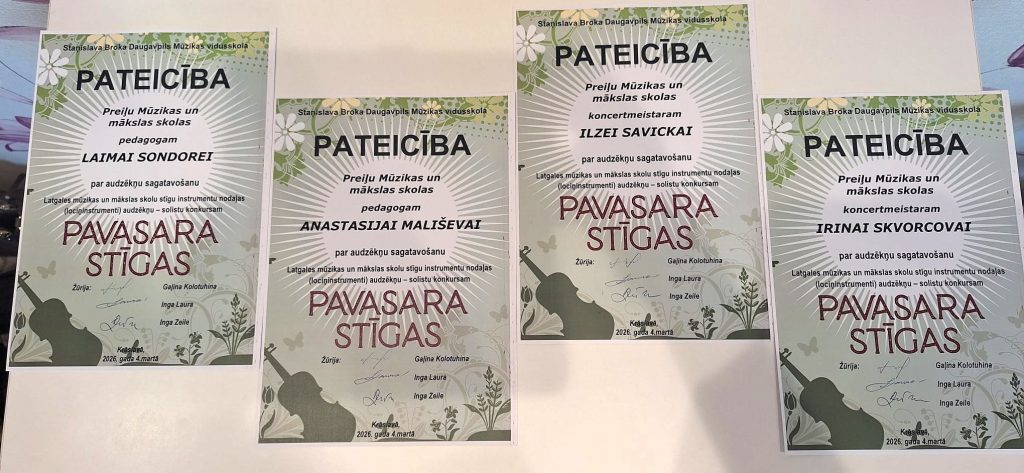 Staņislava Broka Daugavpils Mūzikas vidusskola
PATEICĪBA
Preiļu Mūzikas un
mākslas skolas
pedagogam
LAIMAI SONDOREI
par audzēkņu sagatavošanu
Latgales mūzikas un mākslas skolu stīgu instrumentu nodaļas
(lociņinstrumenti) audzēkņu – solistu konkursam
PAVASARA
STĪGAS
Žūrija:
Gaļina Kolotuhina
Inga Laura
Inga Zeile
Krāslavā,
2026. gada 4.martā
Staņislava Broka Daugavpils Mūzikas vidusskola
PATEICĪBA
Preiļu Mūzikas un
mākslas skolas
pedagogam
ANASTASIJAI MALIŠEVAI
par audzēkņu sagatavošanu
Latgales mūzikas un mākslas skolu stīgu instrumentu nodaļas
(lociņinstrumenti) audzēkņu – solistu konkursam
PAVASARA
STĪGAS
Žūrija:
Gaļina Kolotuhina
Inga Laura
Inga Zeile
Krāslavā,
2026. gada 4.martā
Staņislava Broka Daugavpils Mūzikas vidusskola
PATEICĪBA
Preiļu Mūzikas un
mākslas skolas
koncertmeistaram
ILZEI SAVICKAI
par audzēkņu sagatavošanu
Latgales mūzikas un mākslas skolu stīgu instrumentu nodaļas
(lociņinstrumenti) audzēkņu – solistu konkursam
PAVASARA
STĪGAS
Žūrija:
Gaļina Kolotuhina
Inga Laura
Inga Zeile
Krāslavā,
2026. gada 4.martā
Staņislava Broka Daugavpils Mūzikas vidusskola
PATEICĪBA
Preiļu Mūzikas un
mākslas skolas
koncertmeistaram
IRINAI SKVORCOVAI
par audzēkņu sagatavošanu
Latgales mūzikas un mākslas skolu stīgu instrumentu nodaļas
(lociņinstrumenti) audzēkņu – solistu konkursam
PAVASARA
STĪGAS
Žūrija:
Gaļina Kolotuhina
Inga Laura
Inga Zeile
Krāslavā,
2026. gada 4.martā